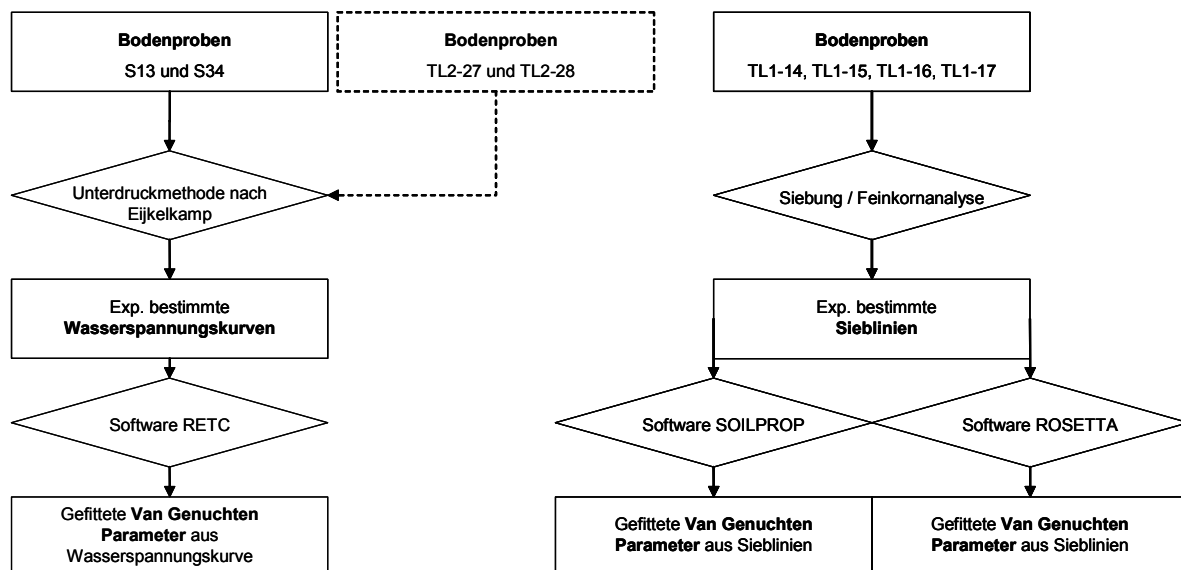 Bodenproben
S13 und S34
Bodenproben
TL2-27 und TL2-28
Bodenproben
TL1-14, TL1-15, TL1-16, TL1-17
Unterdruckmethode nach
Eijkelkamp
Siebung / Feinkornanalyse
Exp. bestimmte
Wasserspannungskurven
Exp. bestimmte
Sieblinien
Software RETC
Software SOILPROP
Software ROSETTA
Gefittete Van Genuchten
Parameter aus
Wasserspannungskurve
Gefittete Van Genuchten
Parameter aus Sieblinien
Gefittete Van Genuchten
Parameter aus Sieblinien